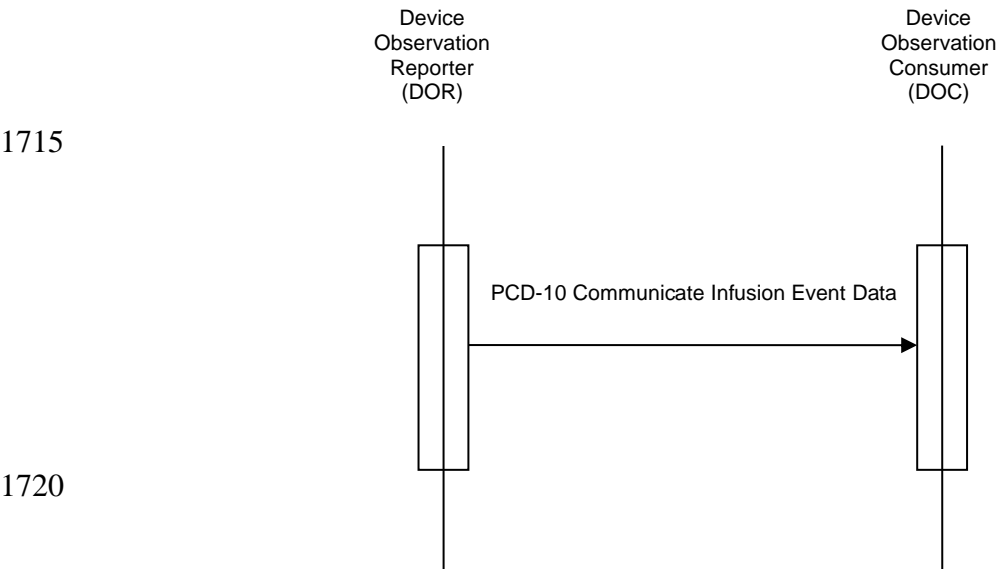 Device
Observation
Reporter
(DOR)
Device
Observation
Consumer
(DOC)
1715
PCD-10 Communicate Infusion Event Data
1720